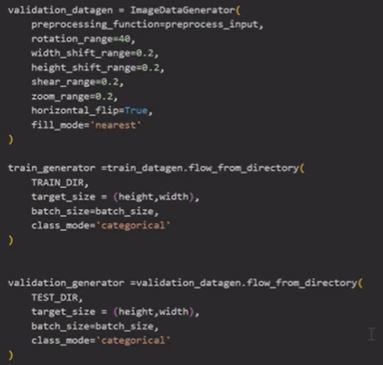 validation_datagen = ImageDataGenerator(
    preprocessing_function=preprocess_input,
    rotation_range=40,
    width_shift_range=0.2,
    height_shift_range=0.2,
    shear_range=0.2,
    zoom_range=0.2,
    horizontal_flip=True,
    fill_mode='nearest'
)
train_generator =train_datagen.flow_from_directory(
    TRAIN_DIR,
    target_size = (height,width),
    batch_size=batch_size,
    class_mode='categorical'
)
validation_generator =validation_datagen.flow_from_directory(
    TEST_DIR,
    target_size = (height,width),
    batch_size=batch_size,
    class_mode='categorical'
)